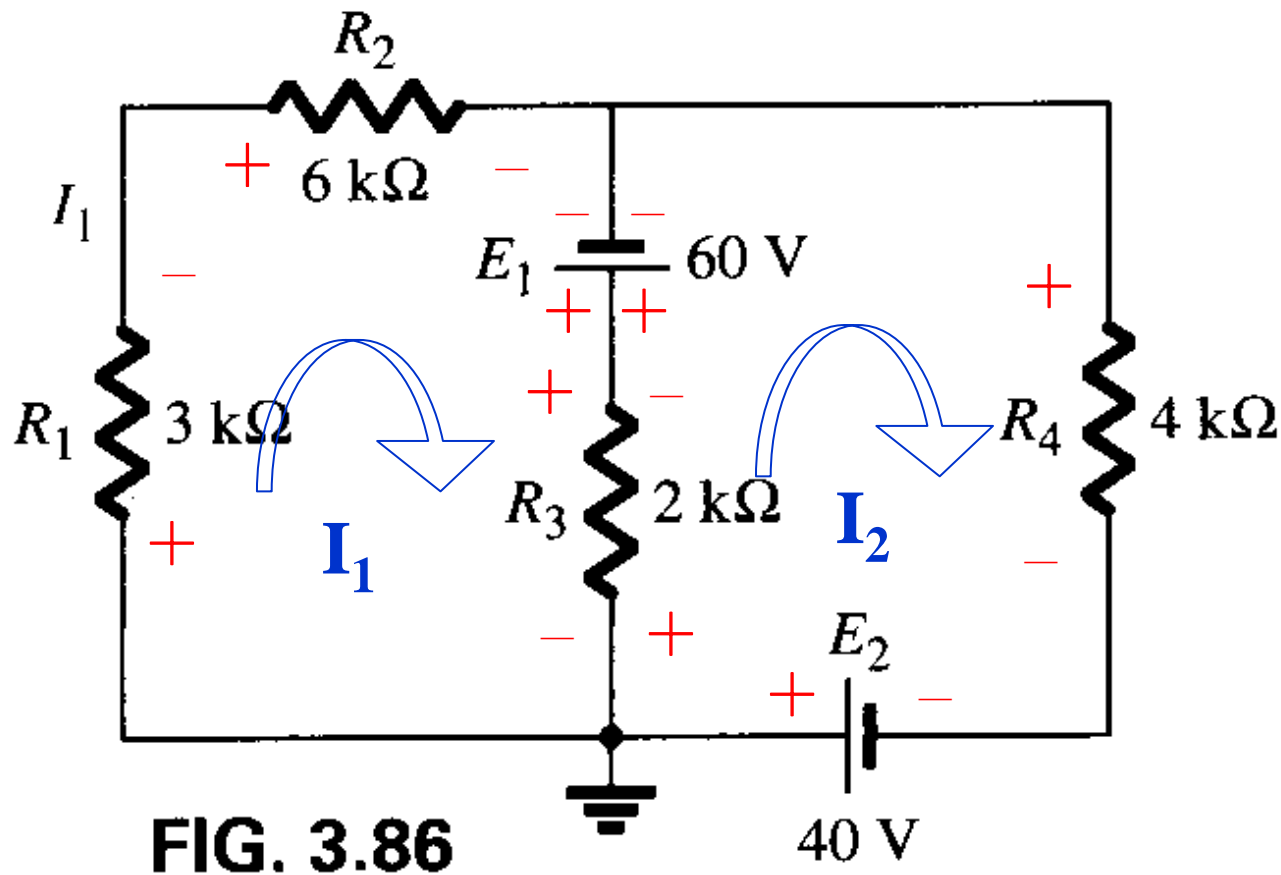 R₂
6 kΩ
I₁
+ −
− −
E₁ 60 V
−
+ +
+
R₁ 3 kΩ
+ −
R₃ 2 kΩ
R₄ 4 kΩ
I₁
I₂
+
−
− +
E₂
+ −
40 V
FIG. 3.86